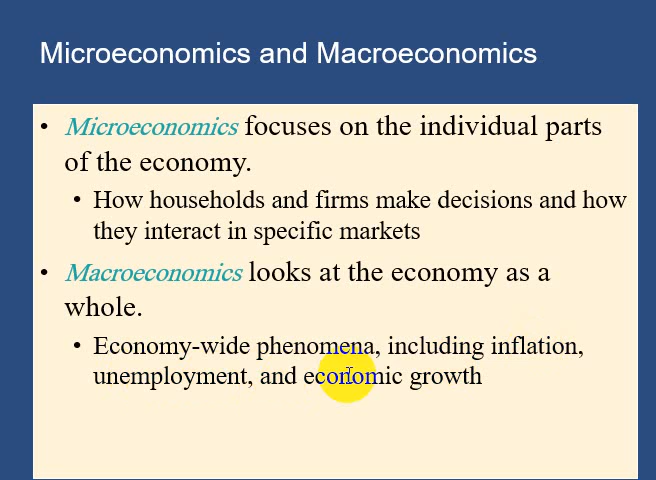 Microeconomics and Macroeconomics
• Microeconomics focuses on the individual parts
of the economy.
• How households and firms make decisions and how
they interact in specific markets
• Macroeconomics looks at the economy as a
whole.
• Economy-wide phenomena, including inflation,
unemployment, and economic growth